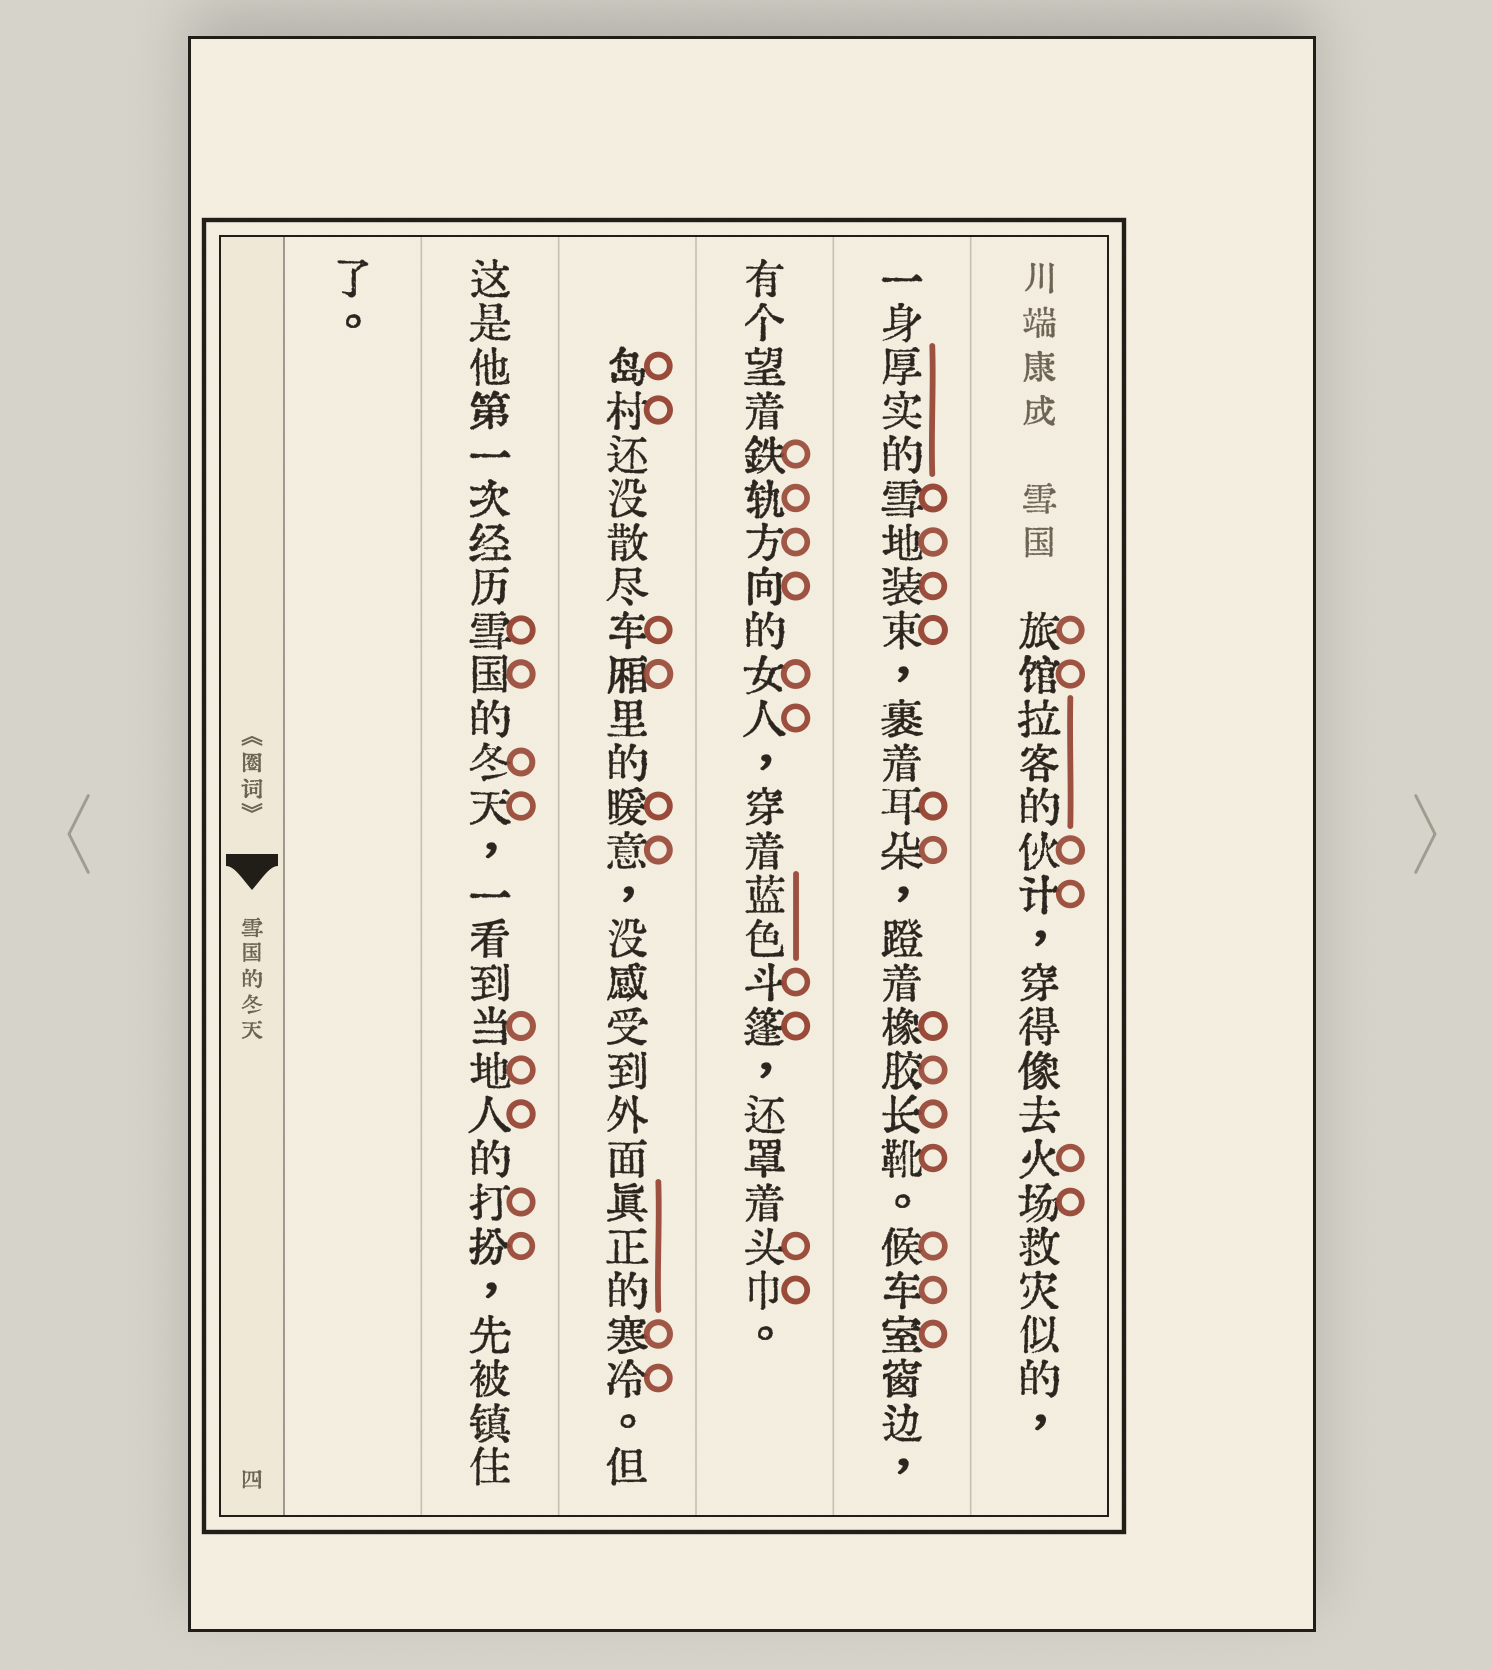 川端康成　雪国　旅馆拉客的伙计，穿得像去火场救灾似的，
一身厚实的雪地装束，裹着耳朵，蹬着橡胶长靴。候车室窗边，
有个望着鉄轨方向的女人，穿着蓝色斗篷，还罩着头巾。
岛村还没散尽车厢里的暖意，没感受到外面眞正的寒冷。但
这是他第一次经历雪国的冬天，一看到当地人的打扮，先被镇住
了。
《圈词》
雪国的冬天
四